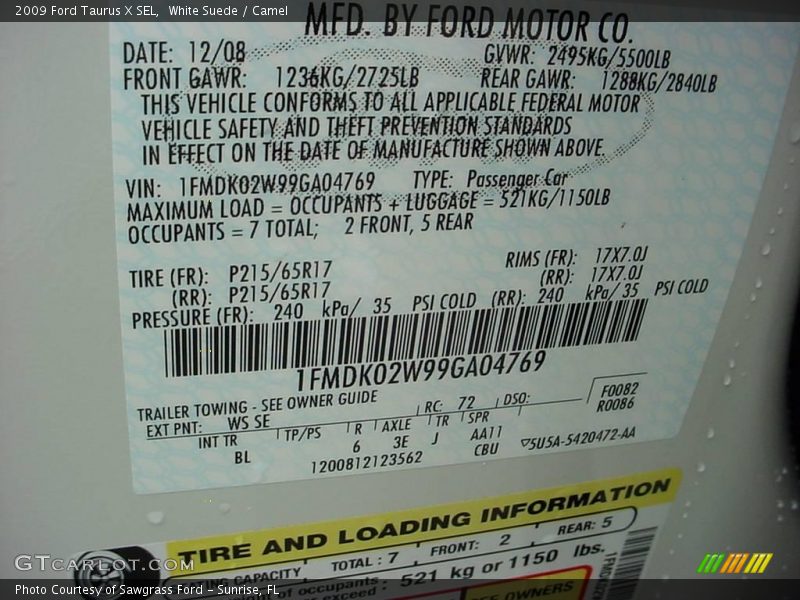 2009 Ford Taurus X SEL, White Suede / Camel
MFD. BY FORD MOTOR CO.
DATE: 12/08 GVWR: 2495KG/5500LB
FRONT GAWR: 1236KG/2725LB REAR GAWR: 1288KG/2840LB
THIS VEHICLE CONFORMS TO ALL APPLICABLE FEDERAL MOTOR
VEHICLE SAFETY AND THEFT PREVENTION STANDARDS
IN EFFECT ON THE DATE OF MANUFACTURE SHOWN ABOVE.
VIN: 1FMDK02W99GA04769 TYPE: Passenger Car
MAXIMUM LOAD = OCCUPANTS + LUGGAGE = 521KG/1150LB
OCCUPANTS = 7 TOTAL; 2 FRONT, 5 REAR
TIRE (FR): P215/65R17 RIMS (FR): 17X7.0J
(RR): P215/65R17 (RR): 17X7.0J
PRESSURE (FR): 240 kPa/ 35 PSI COLD (RR): 240 kPa/ 35 PSI COLD
1FMDK02W99GA04769
TRAILER TOWING - SEE OWNER GUIDE
EXT PNT: WS SE RC: 72 DSO: F0082
R0086
INT TR TP/PS R AXLE TR SPR
BL 6 3E J AA11
1200812123562 CBU 5U5A-5420472-AA
TIRE AND LOADING INFORMATION
CAPACITY TOTAL : 7 FRONT: 2 REAR: 5
of occupants 521 kg or 1150 lbs.
exceed :
SEE OWNERS
GTCARLOT.COM
Photo Courtesy of Sawgrass Ford – Sunrise, FL